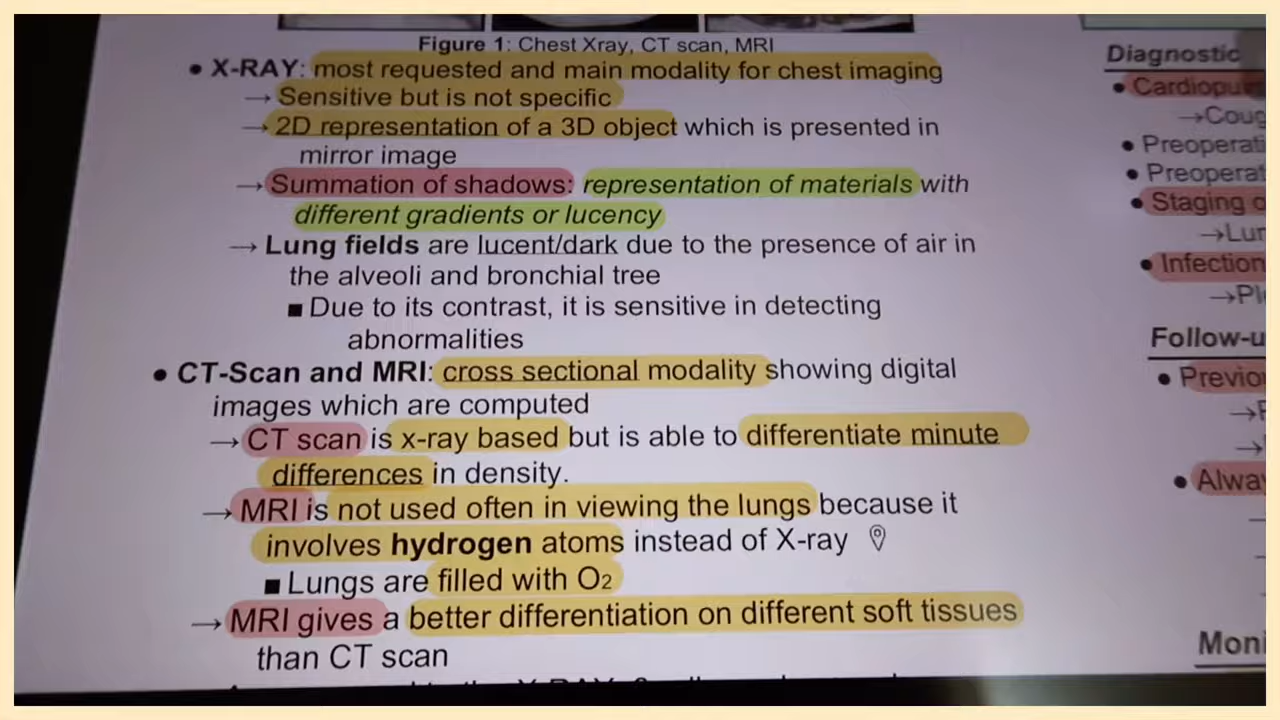 Figure 1: Chest Xray, CT scan, MRI
● X-RAY: most requested and main modality for chest imaging
→ Sensitive but is not specific
→ 2D representation of a 3D object which is presented in
mirror image
→ Summation of shadows: representation of materials with
different gradients or lucency
→ Lung fields are lucent/dark due to the presence of air in
the alveoli and bronchial tree
■ Due to its contrast, it is sensitive in detecting
abnormalities
● CT-Scan and MRI: cross sectional modality showing digital
images which are computed
→ CT scan is x-ray based but is able to differentiate minute
differences in density.
→ MRI is not used often in viewing the lungs because it
involves hydrogen atoms instead of X-ray
■ Lungs are filled with O2
→ MRI gives a better differentiation on different soft tissues
than CT scan
Diagnostic
● Cardiopu
→Coug
● Preoperati
● Preoperat
● Staging o
→Lun
● Infection
→Pl
Follow-u
● Previo
● Alway
Moni